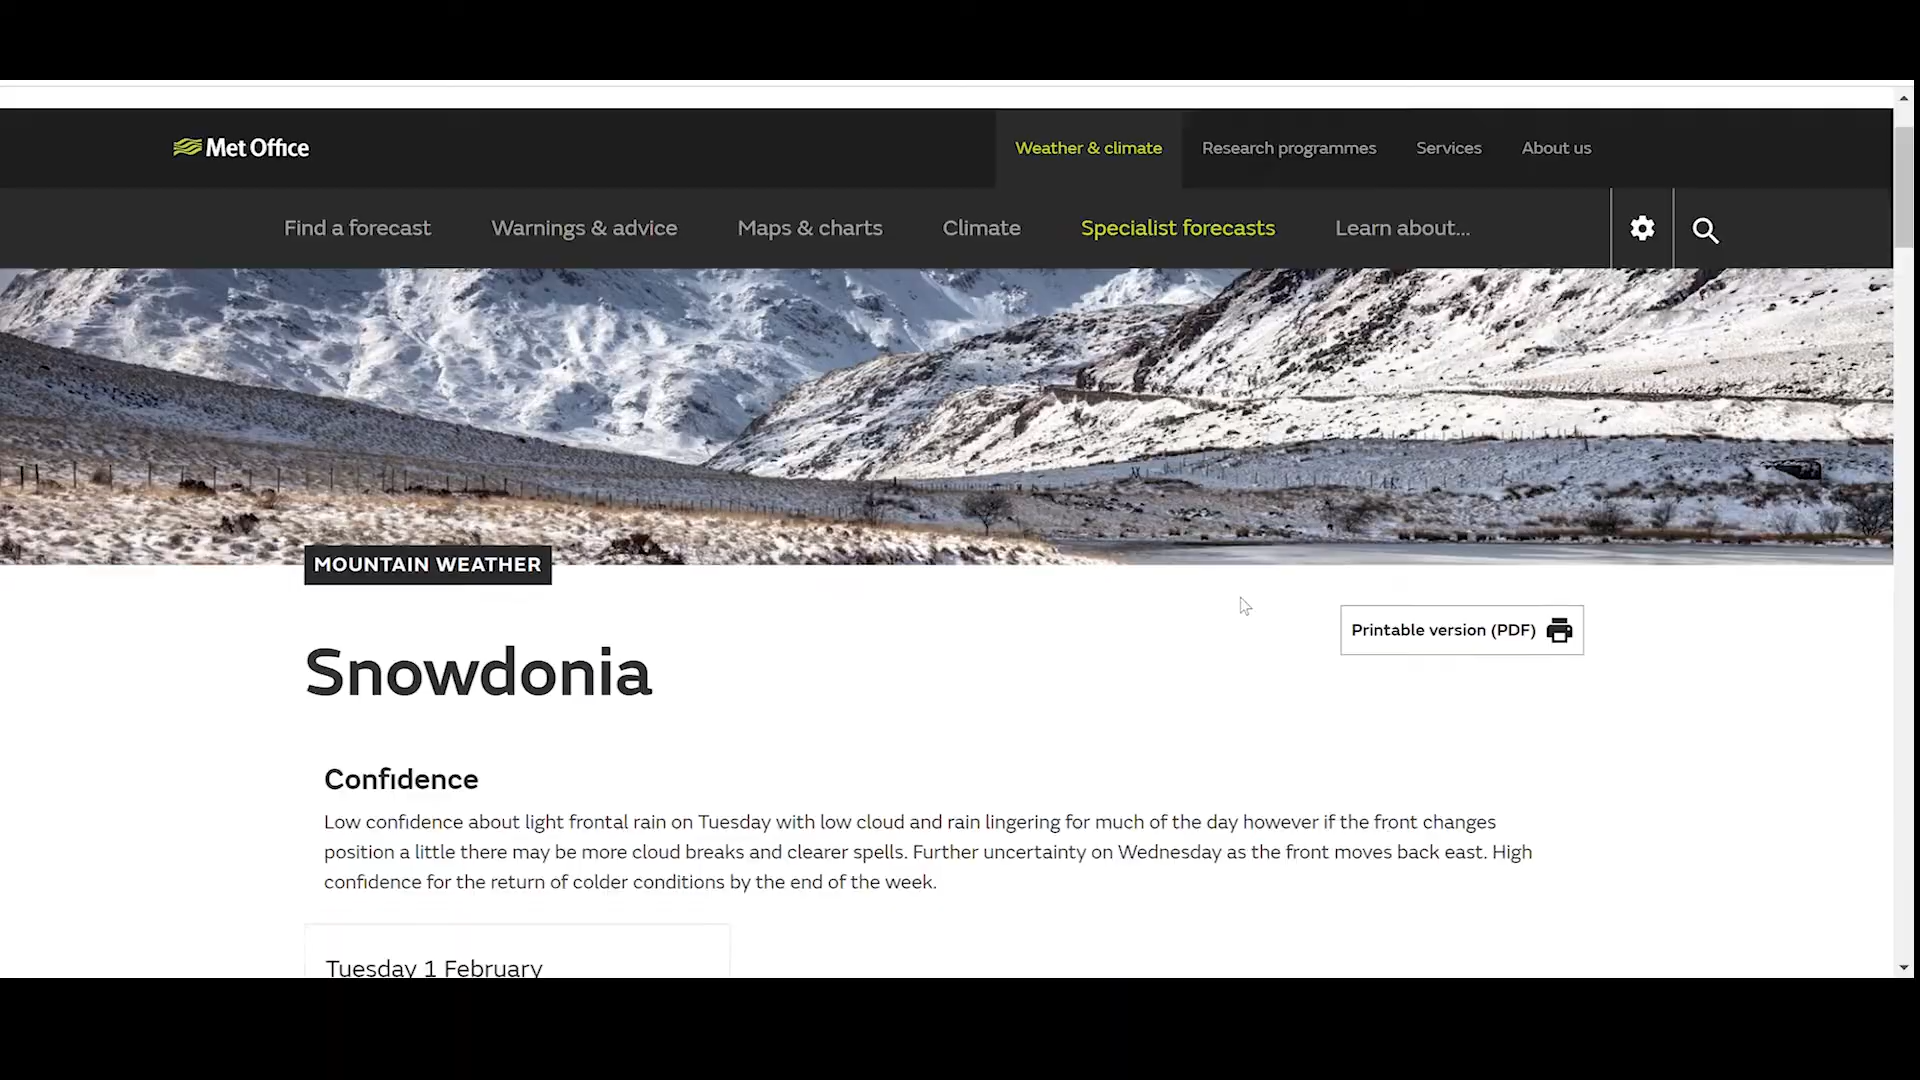 Met Office
Weather & climate
Research programmes
Services
About us
Find a forecast
Warnings & advice
Maps & charts
Climate
Specialist forecasts
Learn about...
MOUNTAIN WEATHER
Printable version (PDF)
Snowdonia
Confidence
Low confidence about light frontal rain on Tuesday with low cloud and rain lingering for much of the day however if the front changes
position a little there may be more cloud breaks and clearer spells. Further uncertainty on Wednesday as the front moves back east. High
confidence for the return of colder conditions by the end of the week.
Tuesday 1 February